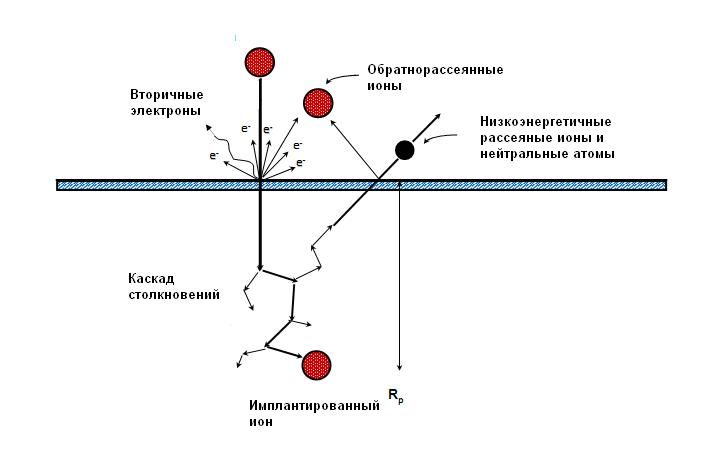 Обратнорассеянные
ионы
Вторичные
электроны
Низкоэнергетичные
рассеяные ионы и
нейтральные атомы
e-
e-
e-
e-
e-
Каскад
столкновений
Rp
Имплантированный
ион